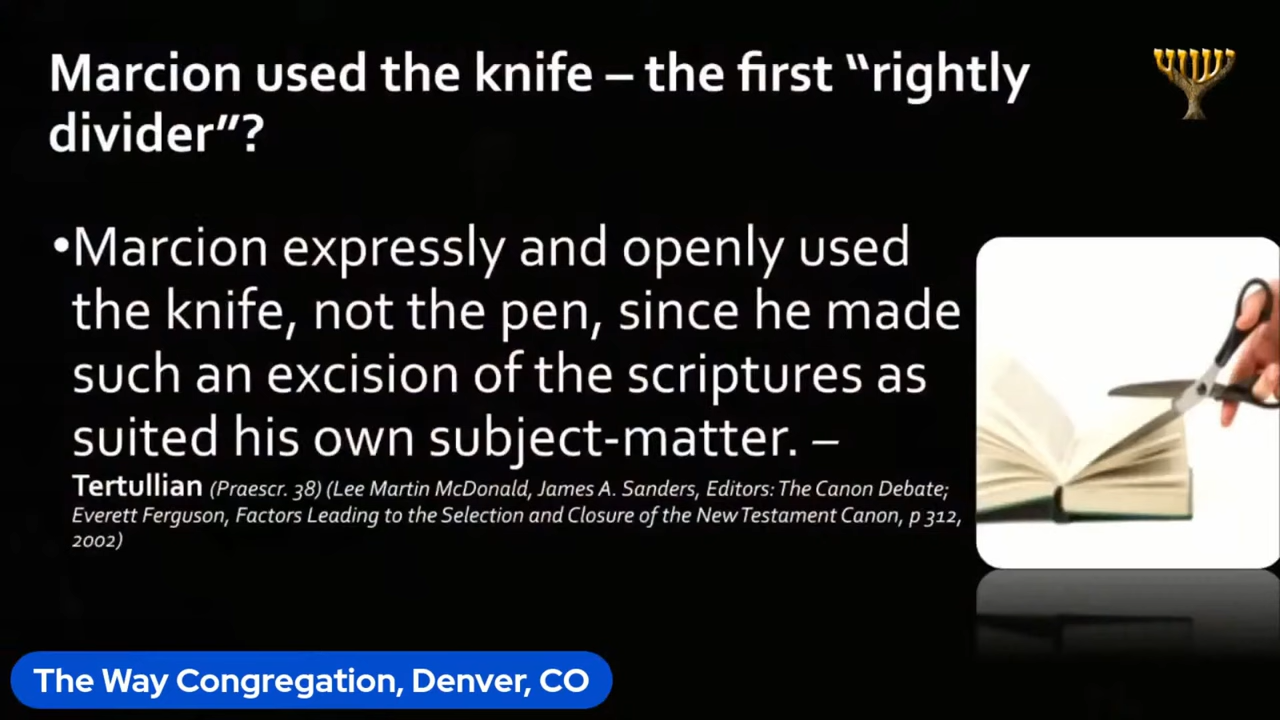 Marcion used the knife – the first “rightly
divider”?
•Marcion expressly and openly used
the knife, not the pen, since he made
such an excision of the scriptures as
suited his own subject-matter. –
Tertullian (Praescr. 38) (Lee Martin McDonald, James A. Sanders, Editors: The Canon Debate;
Everett Ferguson, Factors Leading to the Selection and Closure of the New Testament Canon, p 312,
2002)
The Way Congregation, Denver, CO